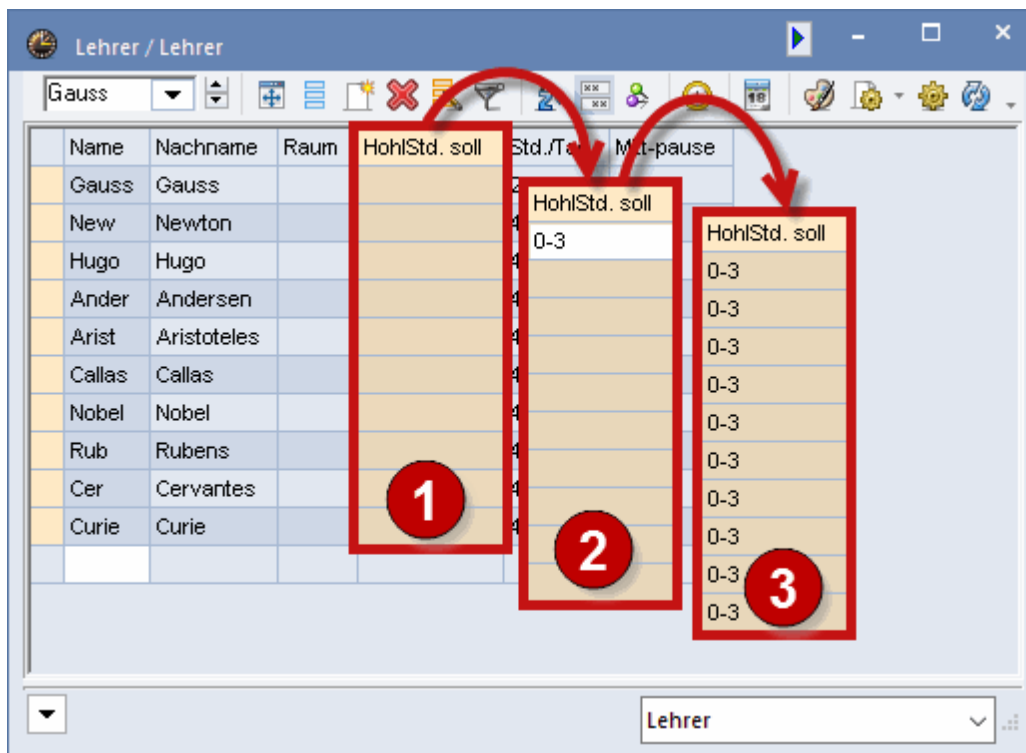 Lehrer / Lehrer
Gauss
Name Nachname Raum HohlStd. soll
Gauss Gauss
New Newton
Hugo Hugo
Ander Andersen
Arist Aristoteles
Callas Callas
Nobel Nobel
Rub Rubens
Cer Cervantes
Curie Curie
1
HohlStd. soll
0-3
2
HohlStd. soll
0-3
0-3
0-3
0-3
0-3
0-3
0-3
0-3
0-3
0-3
3
Lehrer